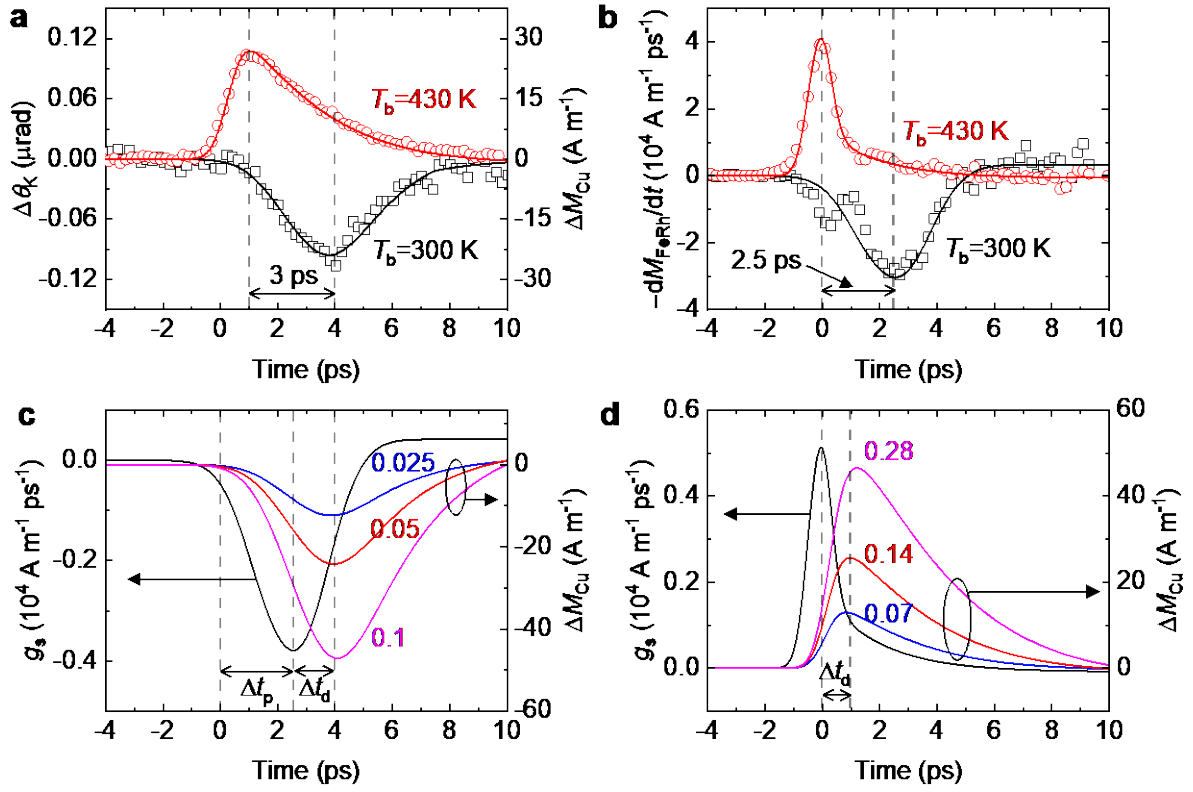 a
Δθ_K (μrad)
0.12
0.06
0.00
−0.06
−0.12
30
15
0
−15
−30
ΔM_Cu (A m⁻¹)
T_b=430 K
T_b=300 K
3 ps
−4 −2 0 2 4 6 8 10
Time (ps)
b
−dM_FeRh/dt (10⁴ A m⁻¹ ps⁻¹)
4
2
0
−2
−4
T_b=430 K
T_b=300 K
2.5 ps
−4 −2 0 2 4 6 8 10
Time (ps)
c
g_s (10⁴ A m⁻¹ ps⁻¹)
0.0
−0.2
−0.4
0
−20
−40
−60
ΔM_Cu (A m⁻¹)
0.025
0.05
0.1
Δt_p
Δt_d
−4 −2 0 2 4 6 8 10
Time (ps)
d
g_s (10⁴ A m⁻¹ ps⁻¹)
0.6
0.4
0.2
0.0
60
40
20
0
ΔM_Cu (A m⁻¹)
0.28
0.14
0.07
Δt_d
−4 −2 0 2 4 6 8 10
Time (ps)